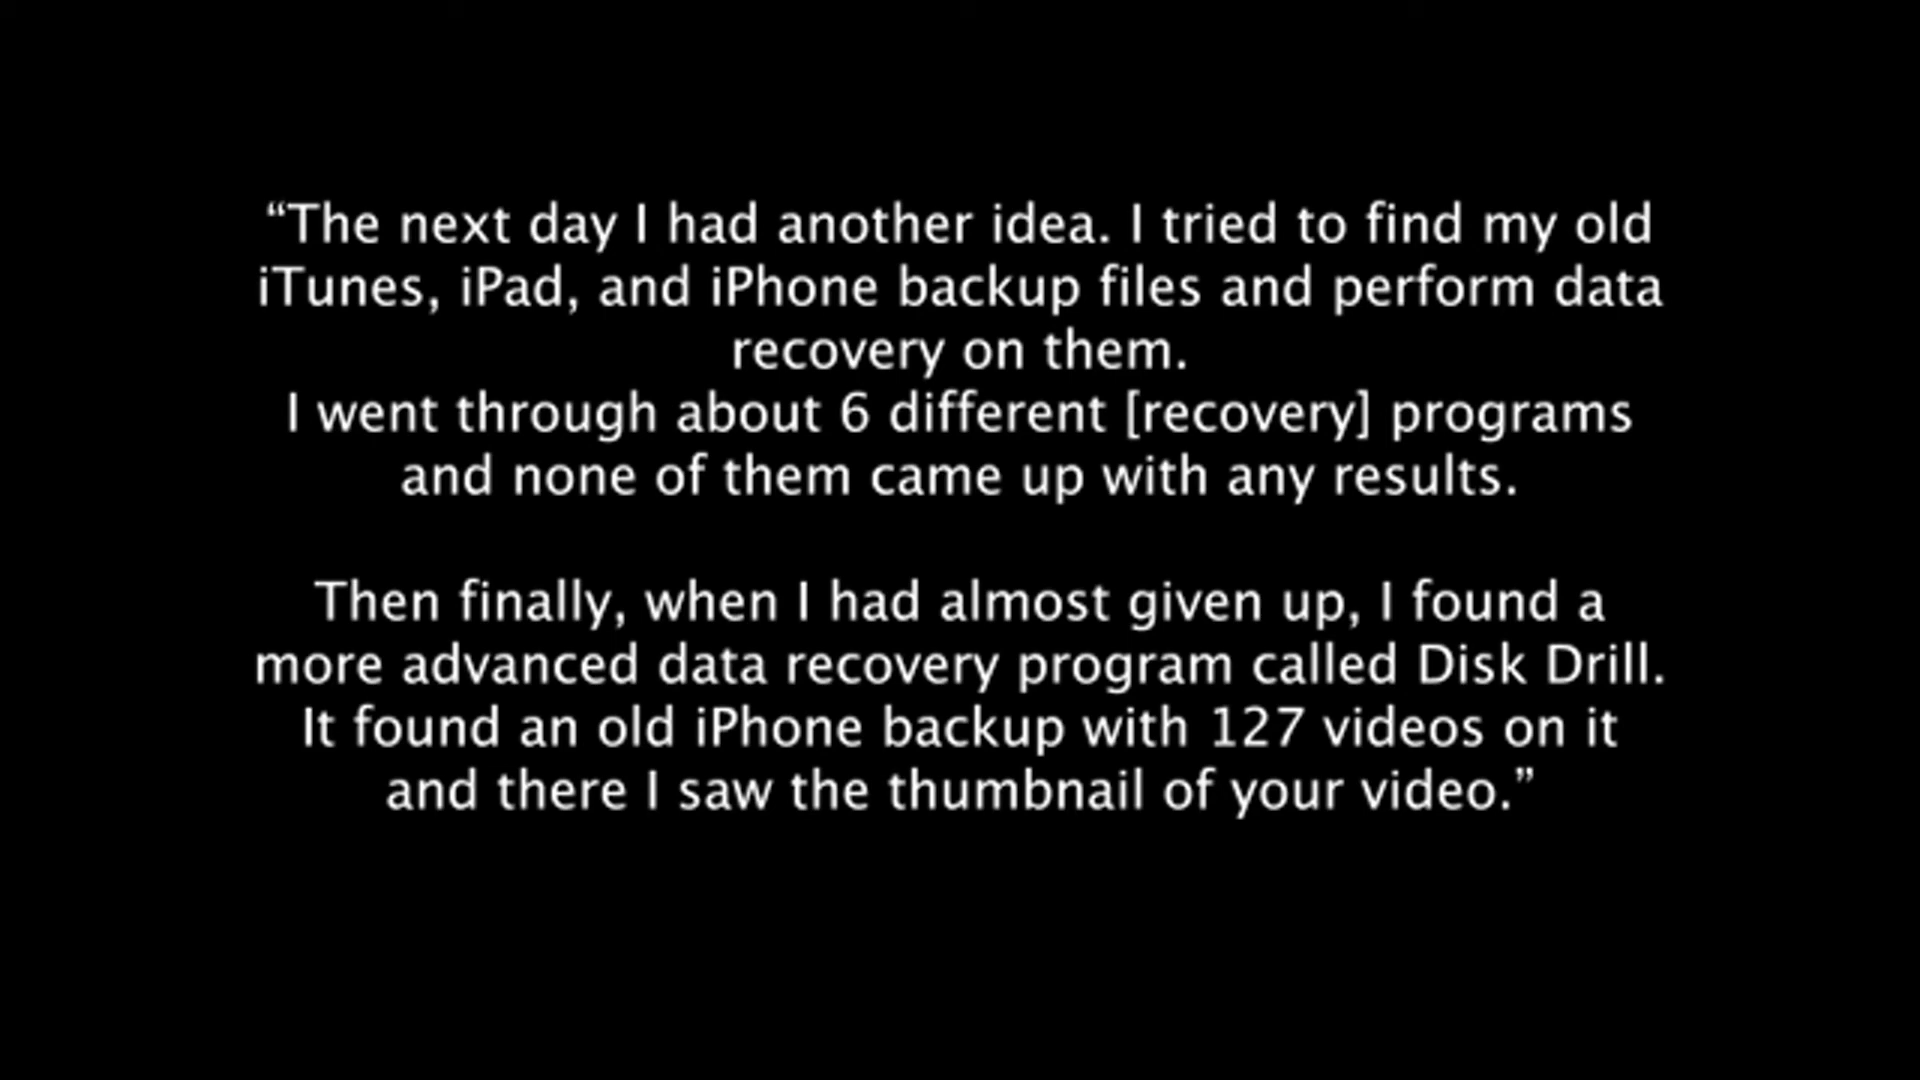 “The next day I had another idea. I tried to find my old
iTunes, iPad, and iPhone backup files and perform data
recovery on them.
I went through about 6 different [recovery] programs
and none of them came up with any results.
Then finally, when I had almost given up, I found a
more advanced data recovery program called Disk Drill.
It found an old iPhone backup with 127 videos on it
and there I saw the thumbnail of your video.”